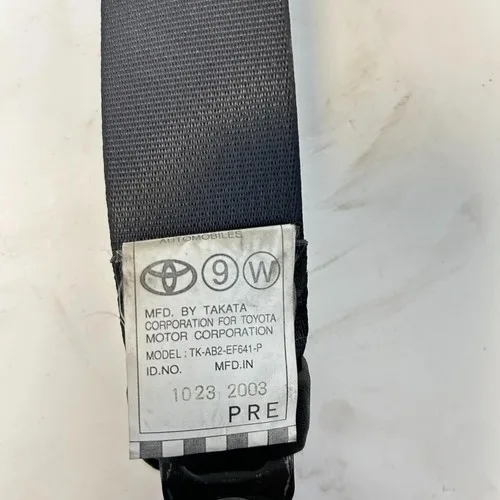 AUTOMOBILES
9 W
MFD. BY TAKATA
CORPORATION FOR TOYOTA
MOTOR CORPORATION
MODEL : TK-AB2-EF641-P
ID.NO. MFD.IN
1023 2003
PRE